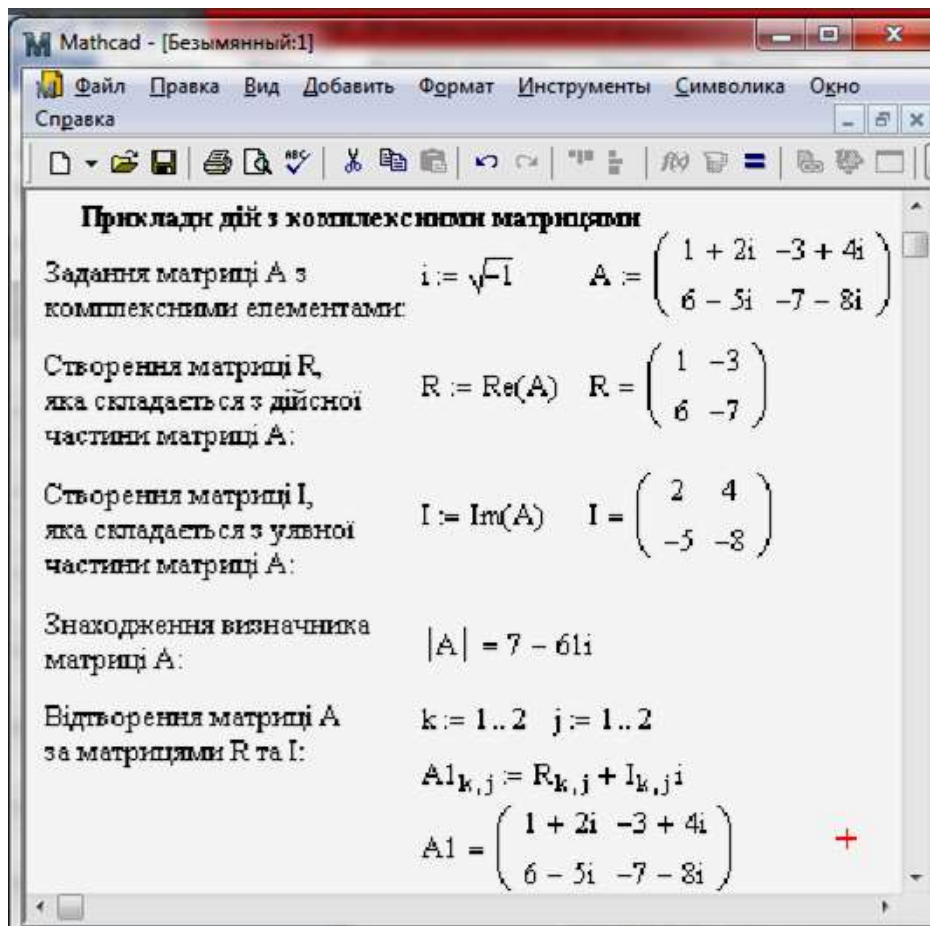 Mathcad - [Безымянный:1]
Файл Правка Вид Добавить Формат Инструменты Символика Окно
Справка
Приклади дій з комплексними матрицями
Задання матриці А з
комплексними елементами:
i := √-1 A := ( 1 + 2i -3 + 4i
6 - 5i -7 - 8i )
Створення матриці R,
яка складається з дійсної
частини матриці А:
R := Re(A) R = ( 1 -3
6 -7 )
Створення матриці I,
яка складається з уявної
частини матриці А:
I := Im(A) I = ( 2 4
-5 -8 )
Знаходження визначника
матриці А:
|A| = 7 - 61i
Відтворення матриці А
за матрицями R та I:
k := 1.. 2 j := 1.. 2
A1k,j := Rk,j + Ik,j i
A1 = ( 1 + 2i -3 + 4i
6 - 5i -7 - 8i )